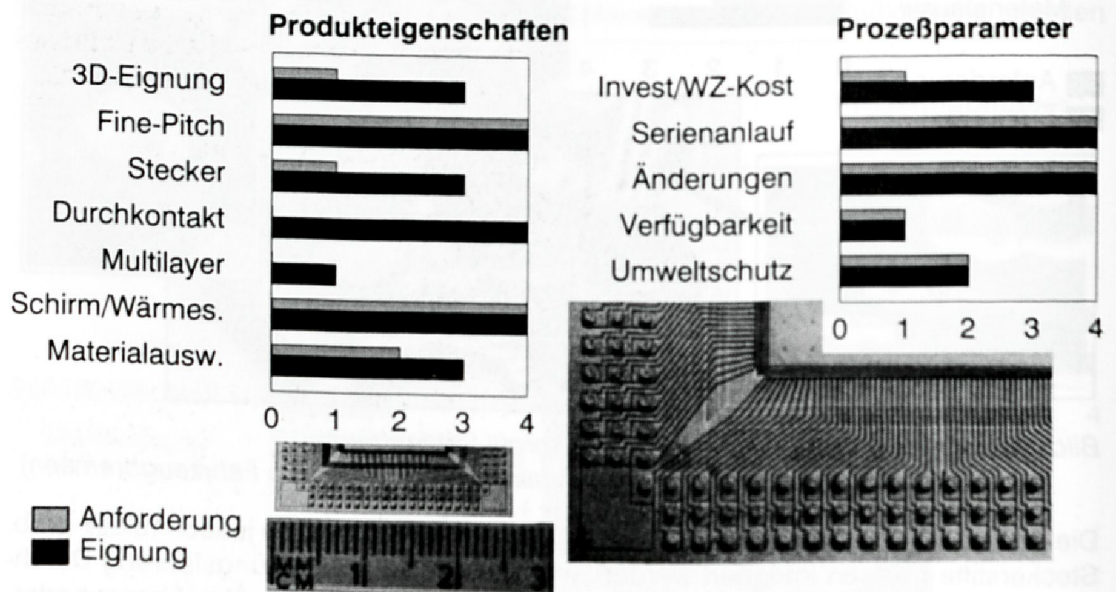 Produkteigenschaften
3D-Eignung
Fine-Pitch
Stecker
Durchkontakt
Multilayer
Schirm/Wärmes.
Materialausw.
0 1 2 3 4
Prozeßparameter
Invest/WZ-Kost
Serienanlauf
Änderungen
Verfügbarkeit
Umweltschutz
0 1 2 3 4
Anforderung
Eignung
MM
CM 1 2 3